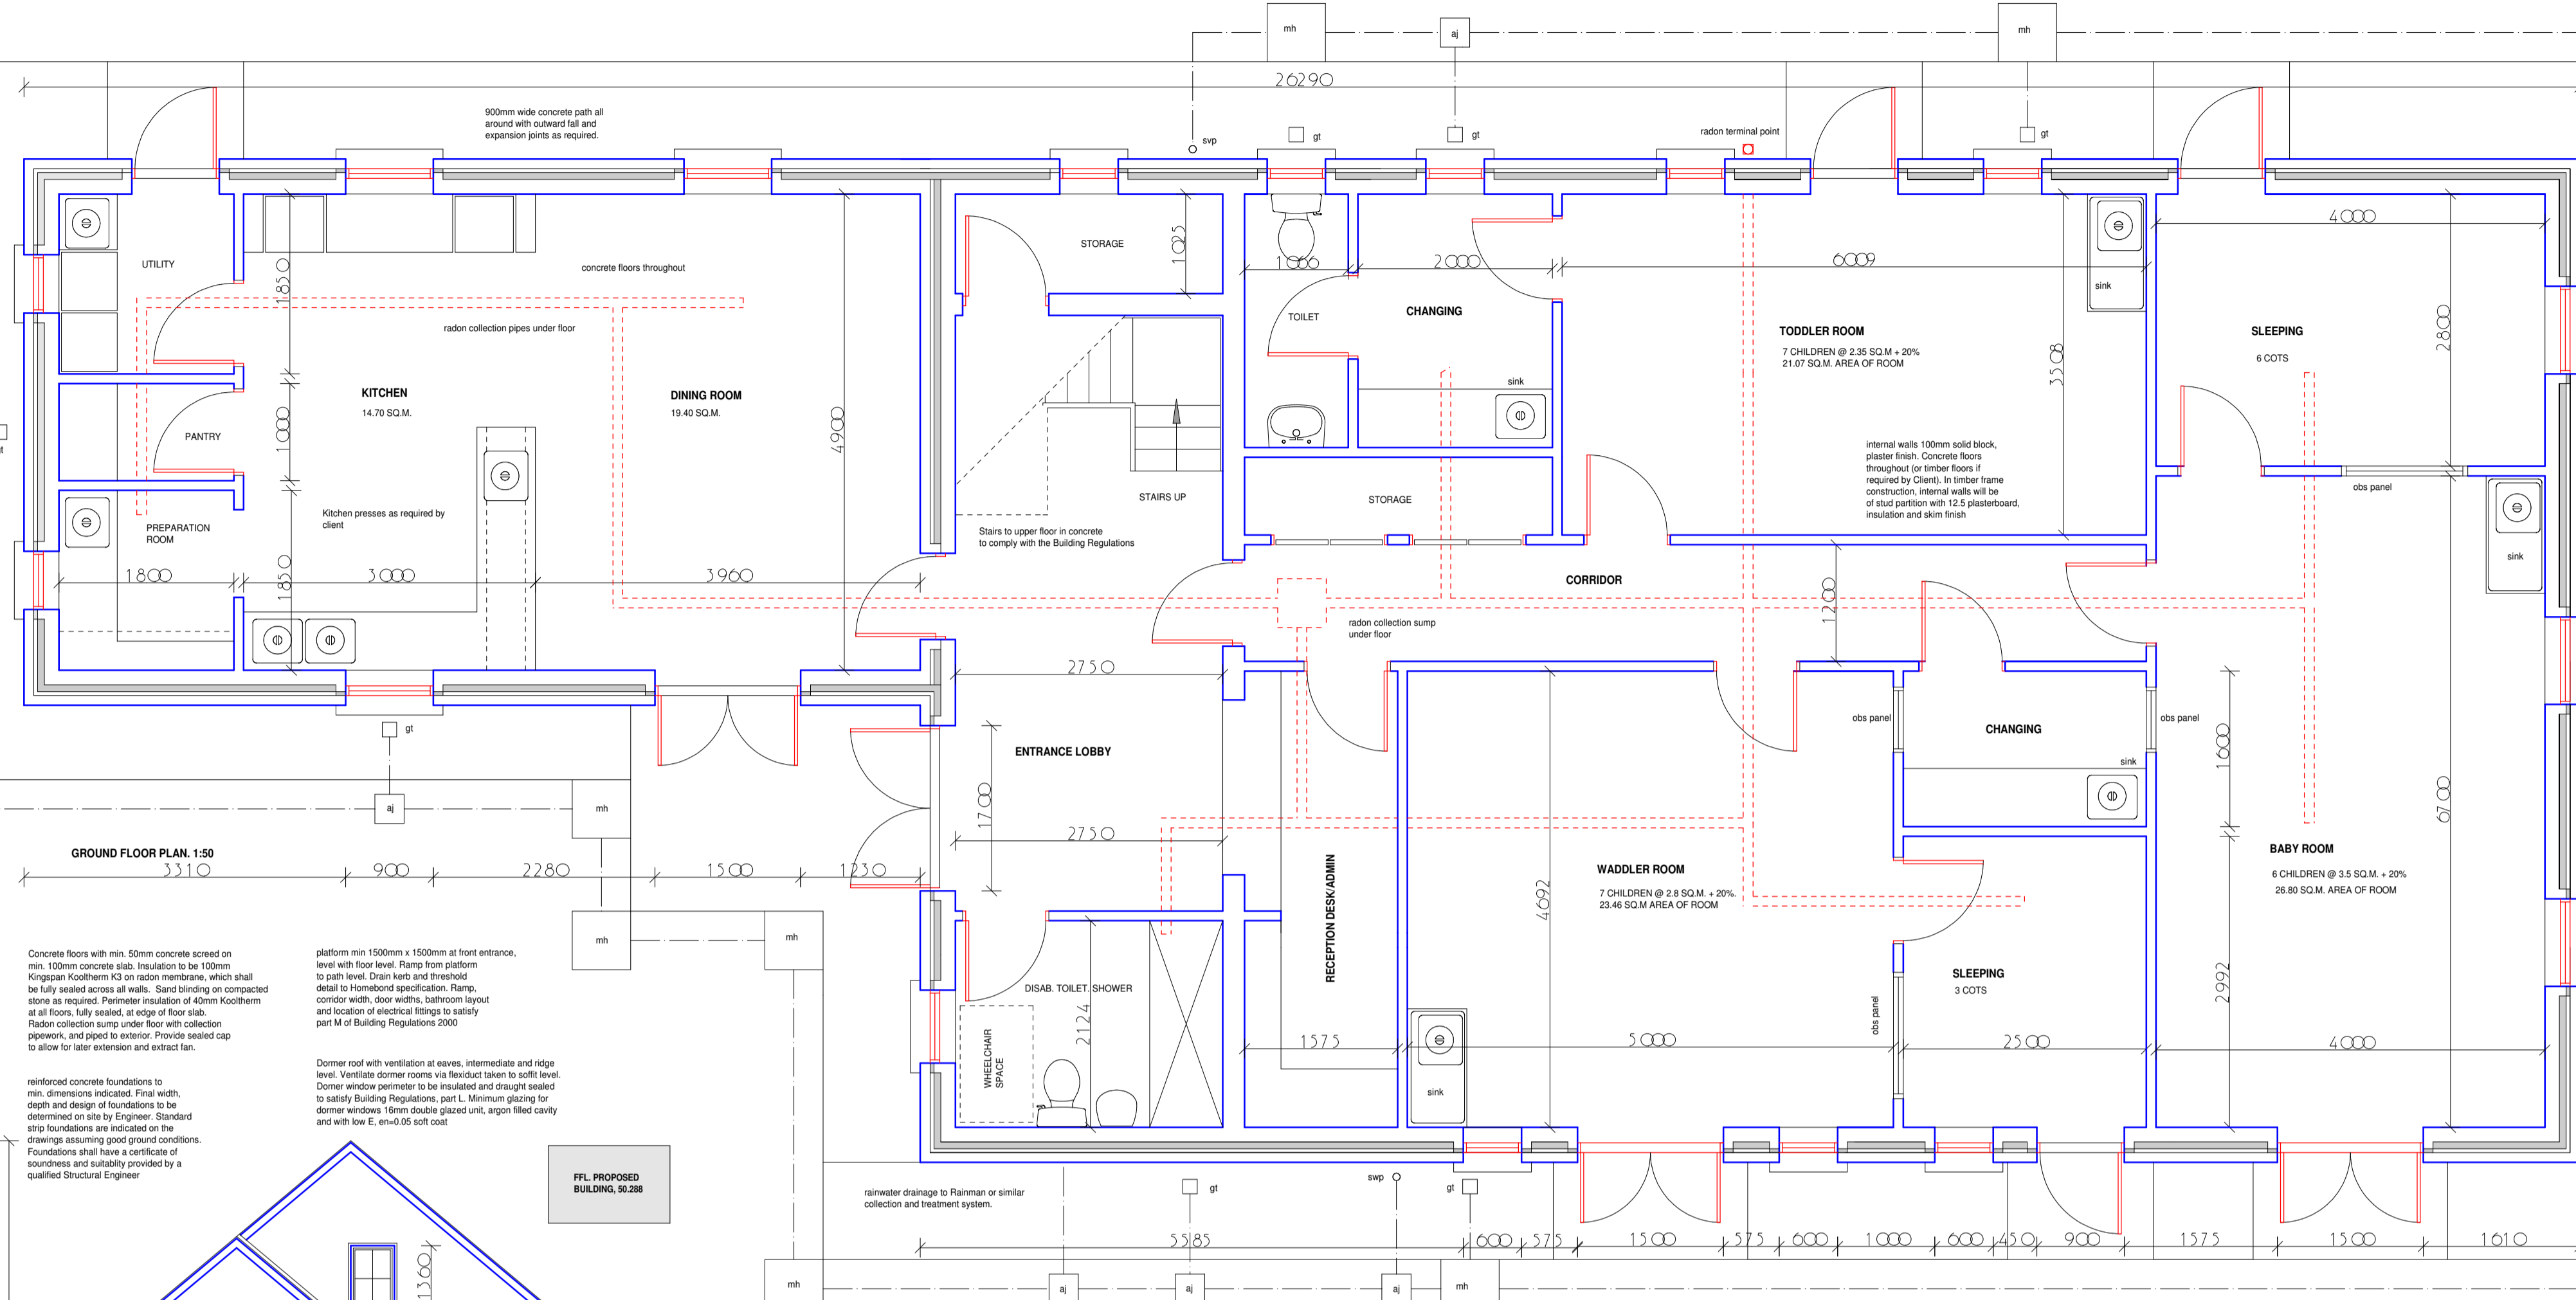 mh
aj
mh
26290
900mm wide concrete path all
around with outward fall and
expansion joints as required.
svp
gt
gt
radon terminal point
gt
UTILITY
1850
concrete floors throughout
radon collection pipes under floor
KITCHEN
14.70 SQ.M.
DINING ROOM
19.40 SQ.M.
4900
PANTRY
1000
gt
PREPARATION
ROOM
Kitchen presses as required by
client
1800
1850
3000
3960
STORAGE
1025
STAIRS UP
Stairs to upper floor in concrete
to comply with the Building Regulations
1066
2000
TOILET
CHANGING
sink
STORAGE
6009
TODDLER ROOM
7 CHILDREN @ 2.35 SQ.M + 20%
21.07 SQ.M. AREA OF ROOM
3508
sink
internal walls 100mm solid block,
plaster finish. Concrete floors
throughout (or timber floors if
required by Client). In timber frame
construction, internal walls will be
of stud partition with 12.5 plasterboard,
insulation and skim finish
4000
SLEEPING
6 COTS
2800
obs panel
sink
CORRIDOR
1200
radon collection sump
under floor
2750
ENTRANCE LOBBY
1700
2750
obs panel
CHANGING
sink
obs panel
1600
6700
gt
aj
mh
GROUND FLOOR PLAN. 1:50
3310
900
2280
1500
1230
mh
mh
RECEPTION DESK/ADMIN
WADDLER ROOM
7 CHILDREN @ 2.8 SQ.M. + 20%.
23.46 SQ.M AREA OF ROOM
4692
BABY ROOM
6 CHILDREN @ 3.5 SQ.M. + 20%
26.80 SQ.M. AREA OF ROOM
SLEEPING
3 COTS
2992
obs panel
DISAB. TOILET. SHOWER
2124
WHEELCHAIR
SPACE
1575
5000
2500
4000
sink
Concrete floors with min. 50mm concrete screed on
min. 100mm concrete slab. Insulation to be 100mm
Kingspan Kooltherm K3 on radon membrane, which shall
be fully sealed across all walls. Sand blinding on compacted
stone as required. Perimeter insulation of 40mm Kooltherm
at all floors, fully sealed, at edge of floor slab.
Radon collection sump under floor with collection
pipework, and piped to exterior. Provide sealed cap
to allow for later extension and extract fan.
platform min 1500mm x 1500mm at front entrance,
level with floor level. Ramp from platform
to path level. Drain kerb and threshold
detail to Homebond specification. Ramp,
corridor width, door widths, bathroom layout
and location of electrical fittings to satisfy
part M of Building Regulations 2000
reinforced concrete foundations to
min. dimensions indicated. Final width,
depth and design of foundations to be
determined on site by Engineer. Standard
strip foundations are indicated on the
drawings assuming good ground conditions.
Foundations shall have a certificate of
soundness and suitablity provided by a
qualified Structural Engineer
Dormer roof with ventilation at eaves, intermediate and ridge
level. Ventilate dormer rooms via flexiduct taken to soffit level.
Dorner window perimeter to be insulated and draught sealed
to satisfy Building Regulations, part L. Minimum glazing for
dormer windows 16mm double glazed unit, argon filled cavity
and with low E, en=0.05 soft coat
FFL. PROPOSED
BUILDING, 50.288
rainwater drainage to Rainman or similar
collection and treatment system.
gt
swp
gt
5585
600
575
1500
575
600
1000
600
450
900
1575
1500
1610
1360
mh
aj
aj
aj
mh